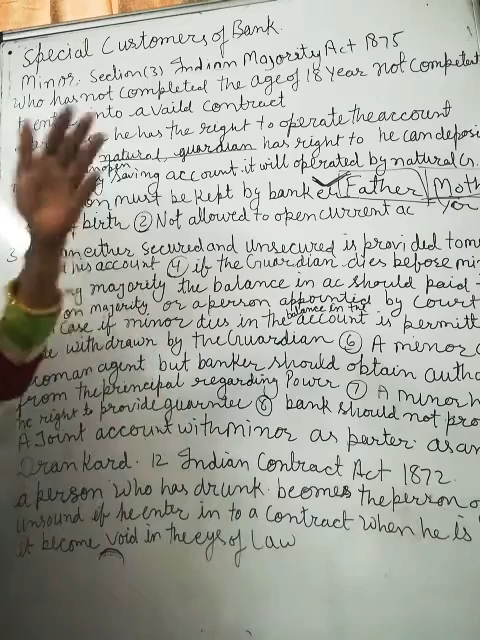 Special Customers of Bank.
Minor. Section (3) Indian Majority Act 1875
Who has not completed the age of 18 Year not Competent
to enter into a vaild contract
he has the right to operate the account
natural guardian has right to he can deposi
open saving account it will operated by natural G.
must be kept by banker Father Moth
birth ② Not allowed to open current ac You
3 neither secured and unsecured is provided to m
his account ④ if the Guardian dies before mi
majority the balance in ac should paid
on majority or a person appointed by court
balance in the
Case if minor dies in the account is permitt
withdrawn by the Guardian ⑥ A minor
agent but banker should obtain autho
from the principal regarding Power ⑦ A minor h
right to provide guarntee ⑧ bank should not pro
A Joint account with minor as parter. as an
Drankard. 12 Indian Contract Act 1872.
a person who has drunk. becomes the person o
unsound if he enter in to a Contract when he is
it become void in the eyes of Law